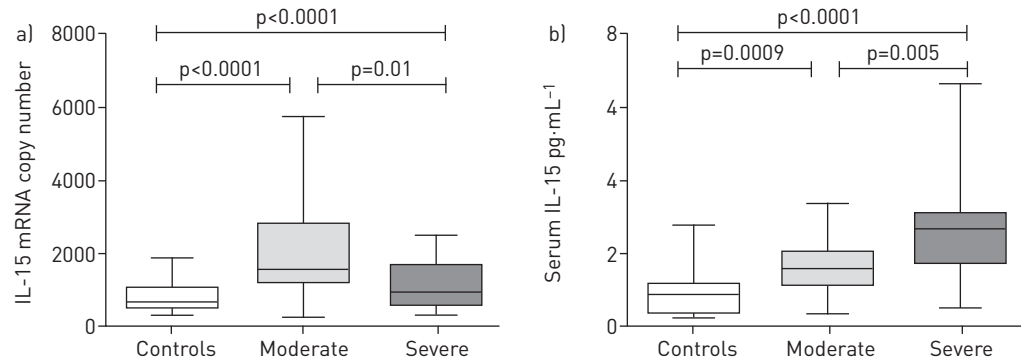 a)
IL-15 mRNA copy number
8000
6000
4000
2000
0
p<0.0001
p<0.0001
p=0.01
Controls
Moderate
Severe
b)
Serum IL-15 pg·mL⁻¹
8
4
4
2
0
p<0.0001
p=0.0009
p=0.005
Controls
Moderate
Severe